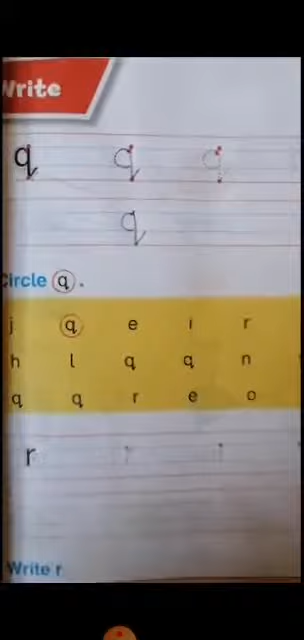 Write
q q q
q
Circle q.
j q e i r
h l q q n
q q r e o
r r r
Write r